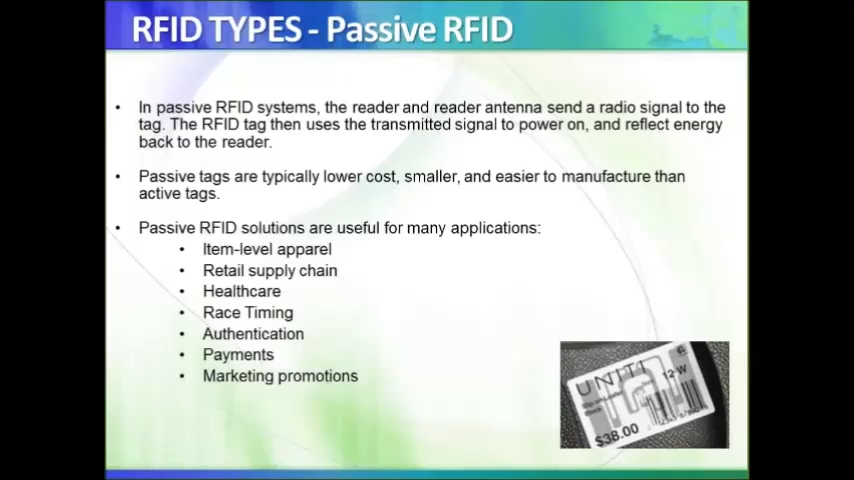 RFID TYPES - Passive RFID
• In passive RFID systems, the reader and reader antenna send a radio signal to the
tag. The RFID tag then uses the transmitted signal to power on, and reflect energy
back to the reader.
• Passive tags are typically lower cost, smaller, and easier to manufacture than
active tags.
• Passive RFID solutions are useful for many applications:
• Item-level apparel
• Retail supply chain
• Healthcare
• Race Timing
• Authentication
• Payments
• Marketing promotions
UNIT1
12-W
$38.00